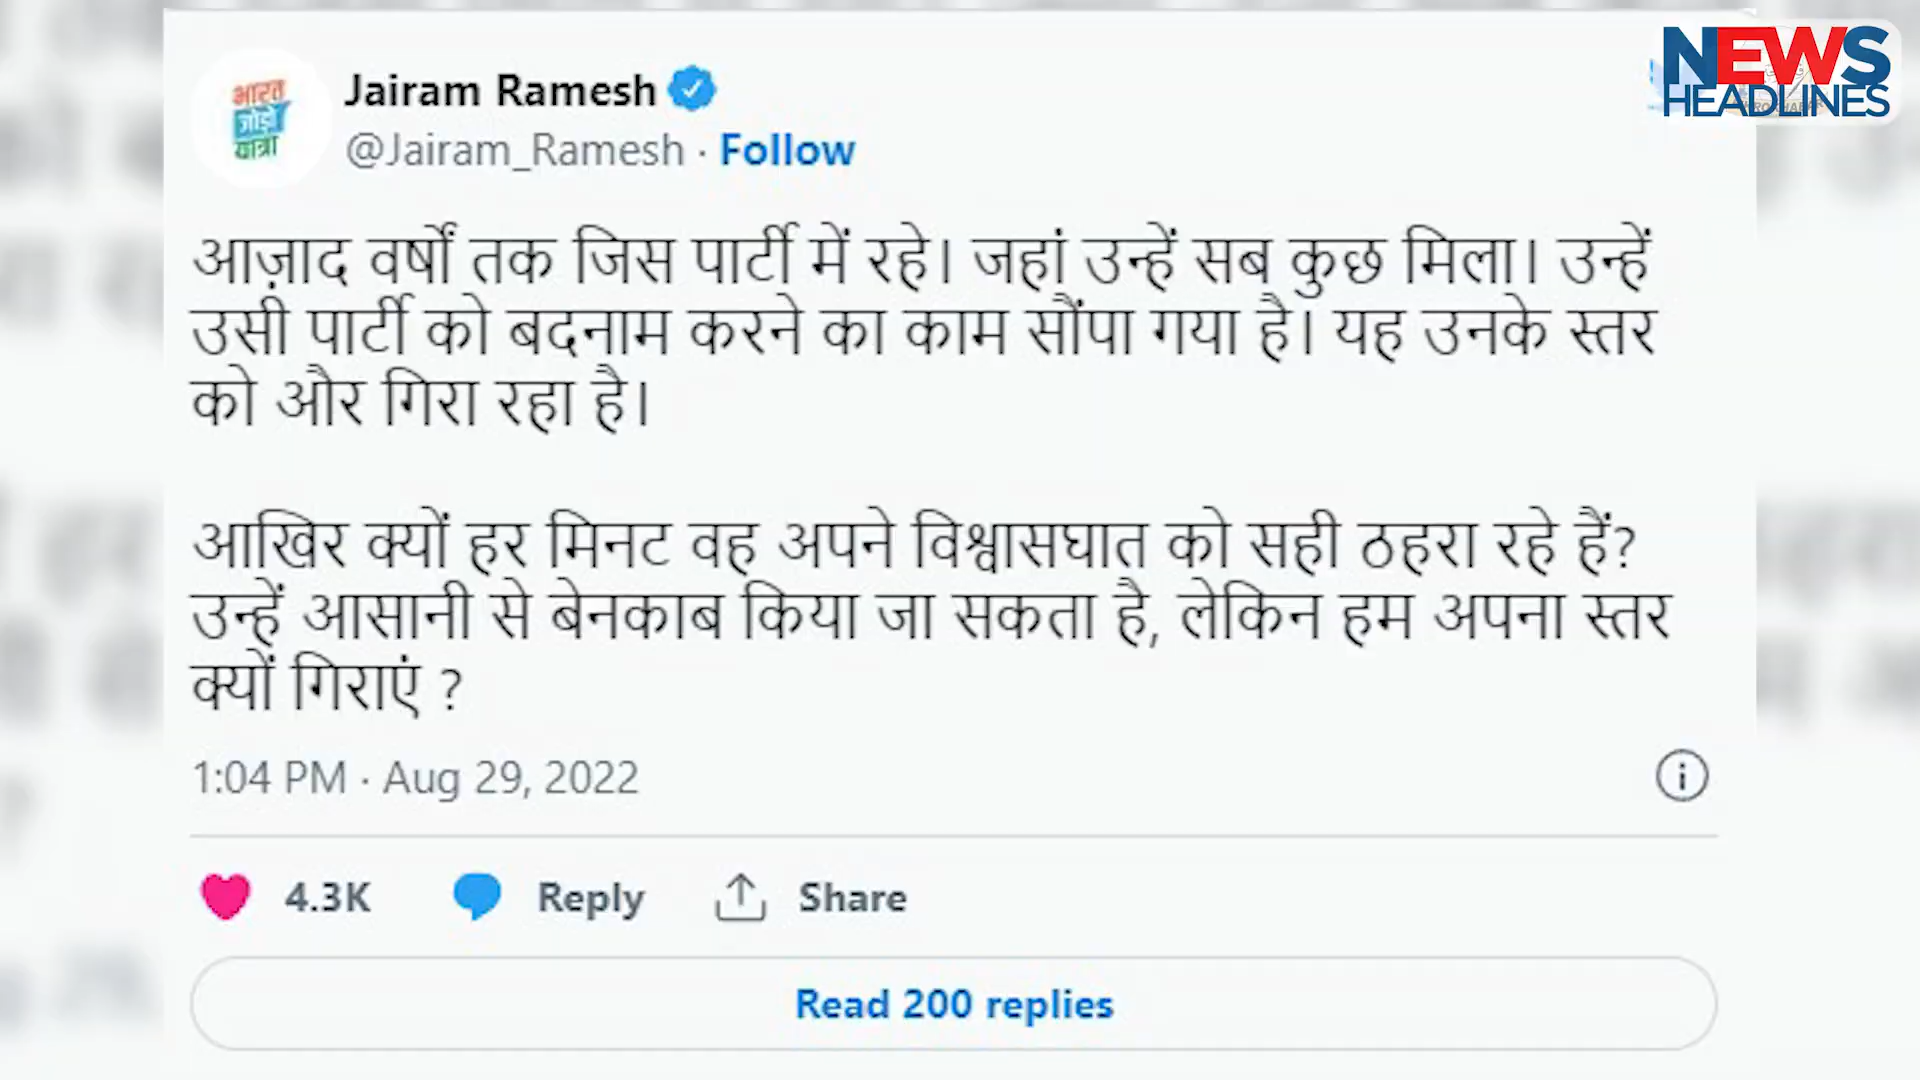 NEWS
HEADLINES
भारत
जोड़ो
यात्रा
Jairam Ramesh
@Jairam_Ramesh · Follow
आज़ाद वर्षों तक जिस पार्टी में रहे। जहां उन्हें सब कुछ मिला। उन्हें
उसी पार्टी को बदनाम करने का काम सौंपा गया है। यह उनके स्तर
को और गिरा रहा है।
आखिर क्यों हर मिनट वह अपने विश्वासघात को सही ठहरा रहे हैं?
उन्हें आसानी से बेनकाब किया जा सकता है, लेकिन हम अपना स्तर
क्यों गिराएं ?
1:04 PM · Aug 29, 2022
4.3K Reply Share
Read 200 replies